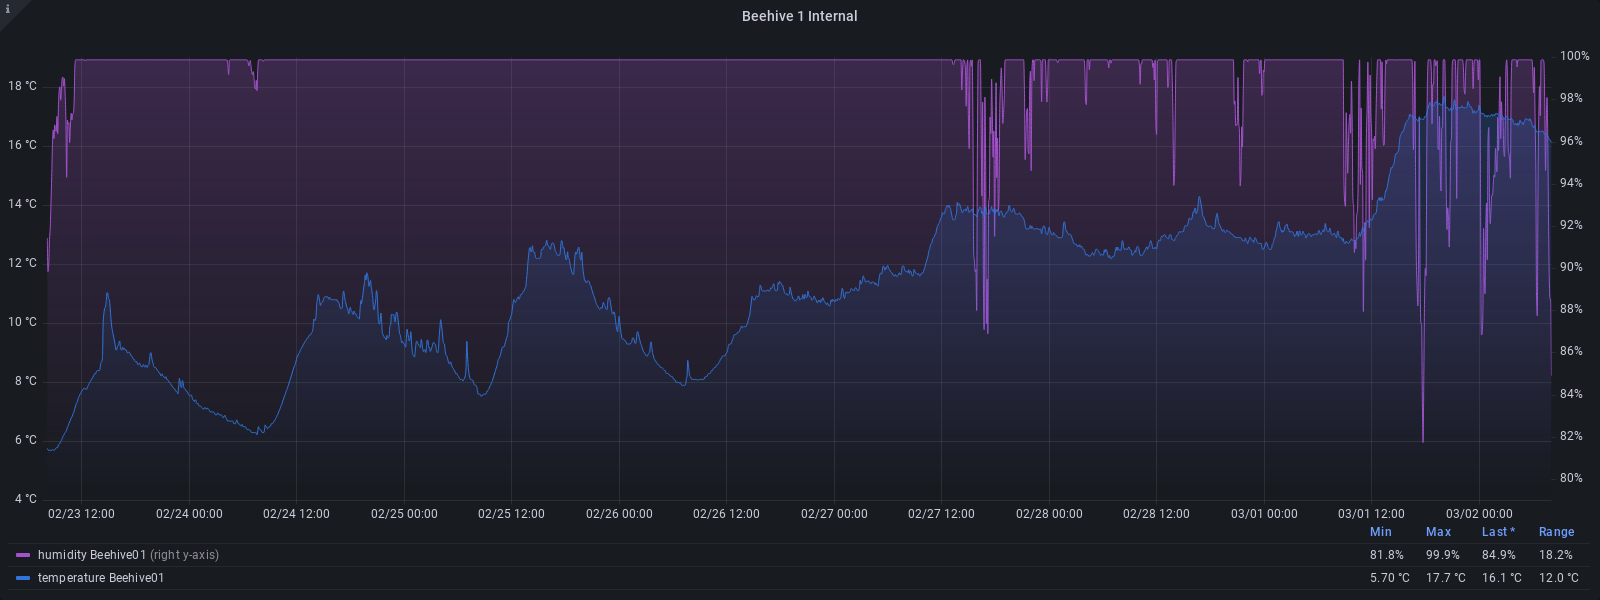 i
Beehive 1 Internal
18 °C
16 °C
14 °C
12 °C
10 °C
8 °C
6 °C
4 °C
100%
98%
96%
94%
92%
90%
88%
86%
84%
82%
80%
02/23 12:00 02/24 00:00 02/24 12:00 02/25 00:00 02/25 12:00 02/26 00:00 02/26 12:00 02/27 00:00 02/27 12:00 02/28 00:00 02/28 12:00 03/01 00:00 03/01 12:00 03/02 00:00
Min Max Last * Range
humidity Beehive01 (right y-axis) 81.8% 99.9% 84.9% 18.2%
temperature Beehive01 5.70 °C 17.7 °C 16.1 °C 12.0 °C